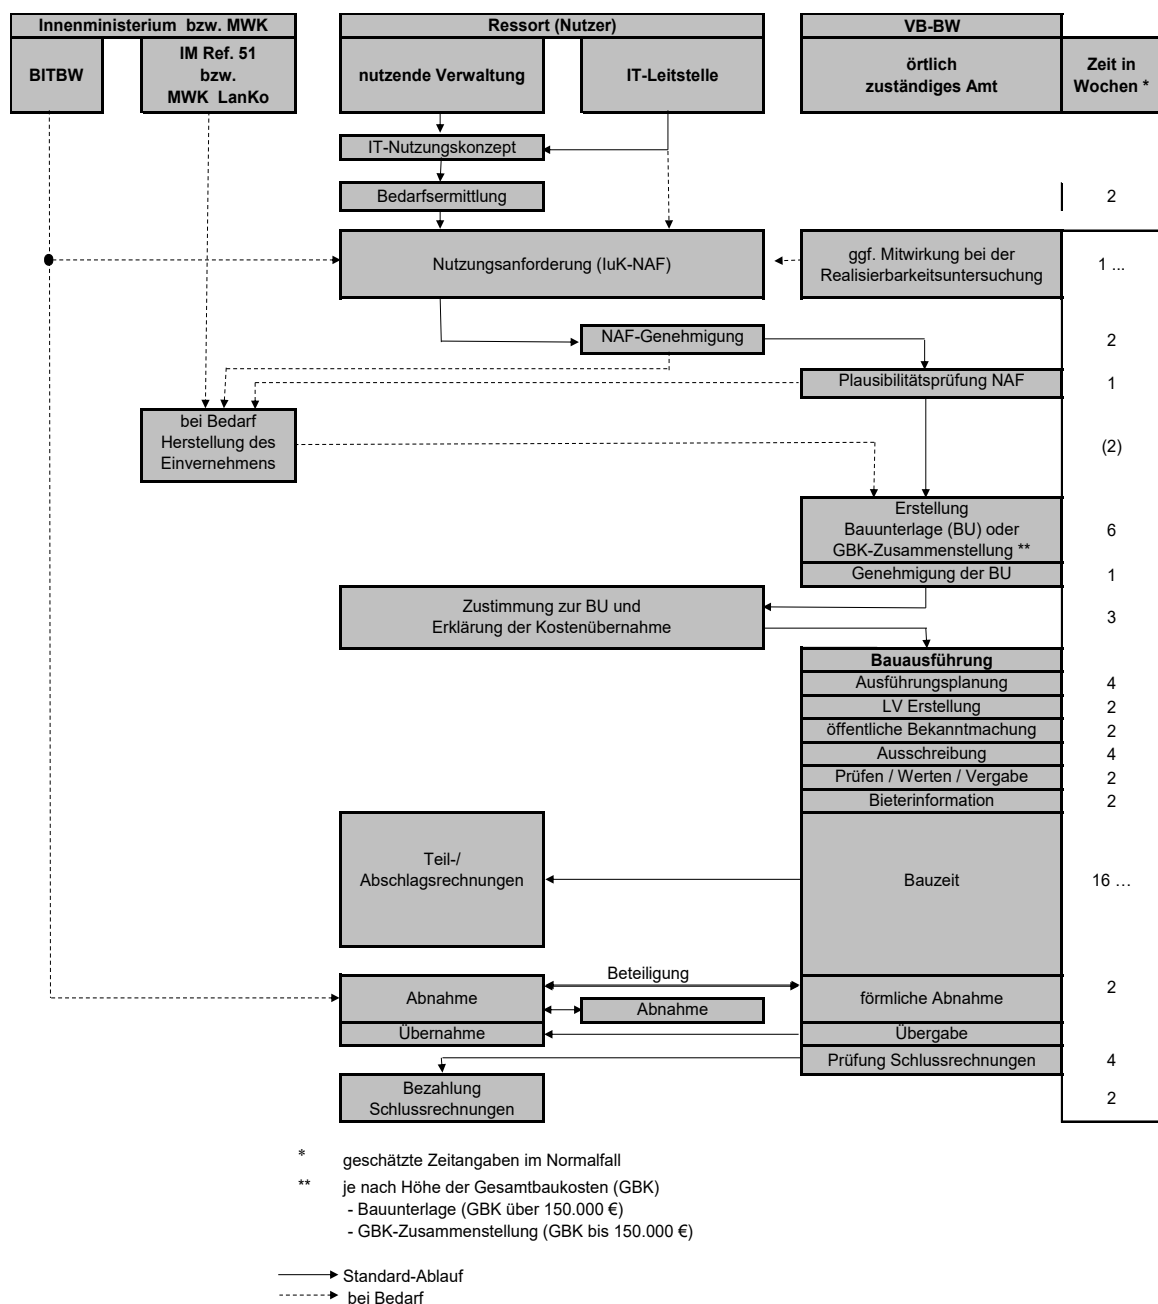 Innenministerium bzw. MWK
Ressort (Nutzer)
VB-BW
BITBW
IM Ref. 51
bzw.
MWK LanKo
nutzende Verwaltung
IT-Leitstelle
örtlich
zuständiges Amt
Zeit in
Wochen *
IT-Nutzungskonzept
Bedarfsermittlung
2
Nutzungsanforderung (IuK-NAF)
ggf. Mitwirkung bei der
Realisierbarkeitsuntersuchung
1 ...
NAF-Genehmigung
2
Plausibilitätsprüfung NAF
1
bei Bedarf
Herstellung des
Einvernehmens
(2)
Erstellung
Bauunterlage (BU) oder
GBK-Zusammenstellung **
6
Genehmigung der BU
1
Zustimmung zur BU und
Erklärung der Kostenübernahme
3
Bauausführung
Ausführungsplanung
4
LV Erstellung
2
öffentliche Bekanntmachung
2
Ausschreibung
4
Prüfen / Werten / Vergabe
2
Bieterinformation
2
Teil-/
Abschlagsrechnungen
Bauzeit
16 ...
Beteiligung
Abnahme
Abnahme
förmliche Abnahme
2
Übernahme
Übergabe
Prüfung Schlussrechnungen
4
Bezahlung
Schlussrechnungen
2
* geschätzte Zeitangaben im Normalfall
** je nach Höhe der Gesamtbaukosten (GBK)
- Bauunterlage (GBK über 150.000 €)
- GBK-Zusammenstellung (GBK bis 150.000 €)
Standard-Ablauf
bei Bedarf